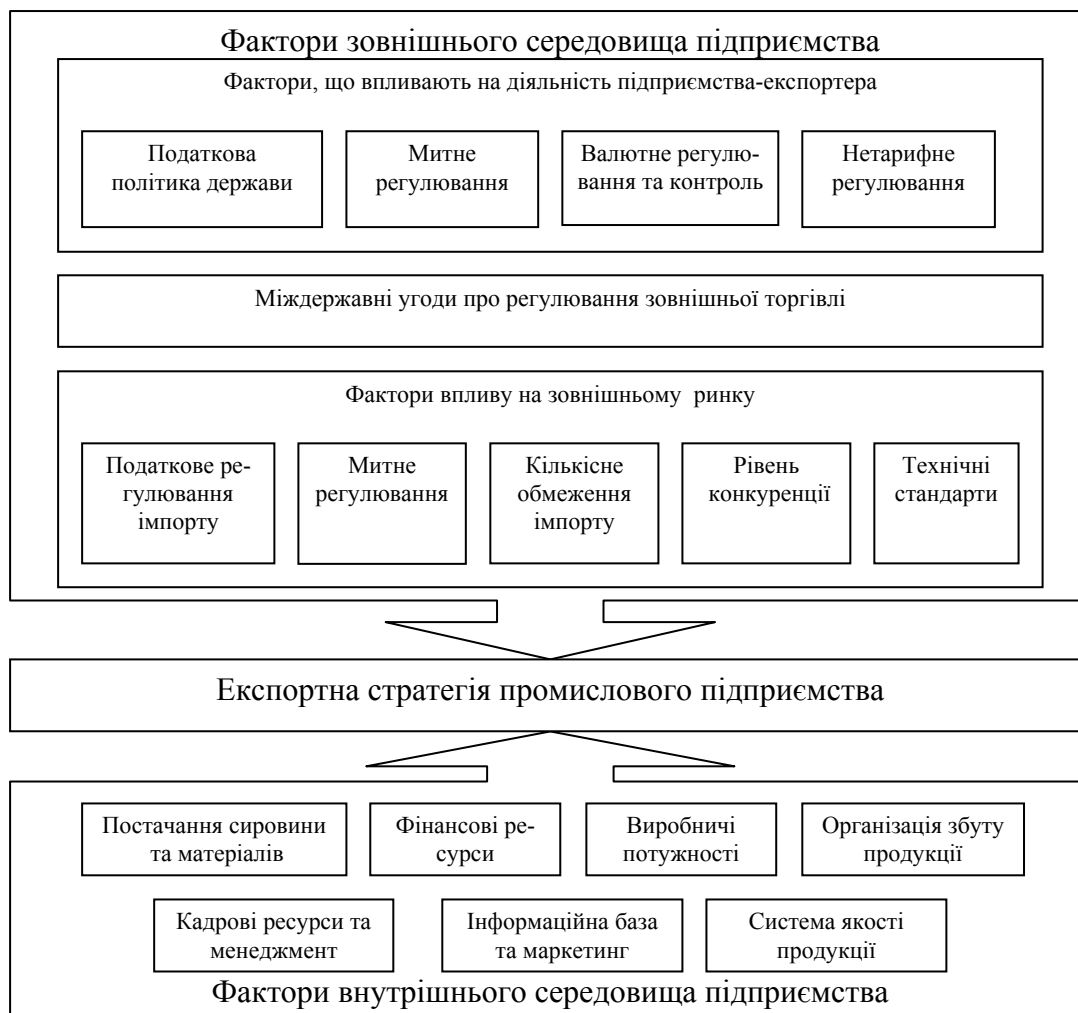 Фактори зовнішнього середовища підприємства
Фактори, що впливають на діяльність підприємства-експортера
Податкова
політика держави
Митне
регулювання
Валютне регулю-
вання та контроль
Нетарифне
регулювання
Міждержавні угоди про регулювання зовнішньої торгівлі
Фактори впливу на зовнішньому ринку
Податкове ре-
гулювання
імпорту
Митне
регулювання
Кількісне
обмеження
імпорту
Рівень
конкуренції
Технічні
стандарти
Експортна стратегія промислового підприємства
Постачання сировини
та матеріалів
Фінансові ре-
сурси
Виробничі
потужності
Організація збуту
продукції
Кадрові ресурси та
менеджмент
Інформаційна база
та маркетинг
Система якості
продукції
Фактори внутрішнього середовища підприємства